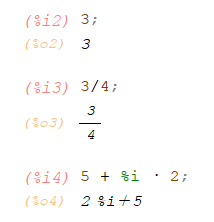 (%i2) 3;
(%o2) 3
(%i3) 3/4;
(%o3) 3/4
(%i4) 5 + %i · 2;
(%o4) 2 %i+5